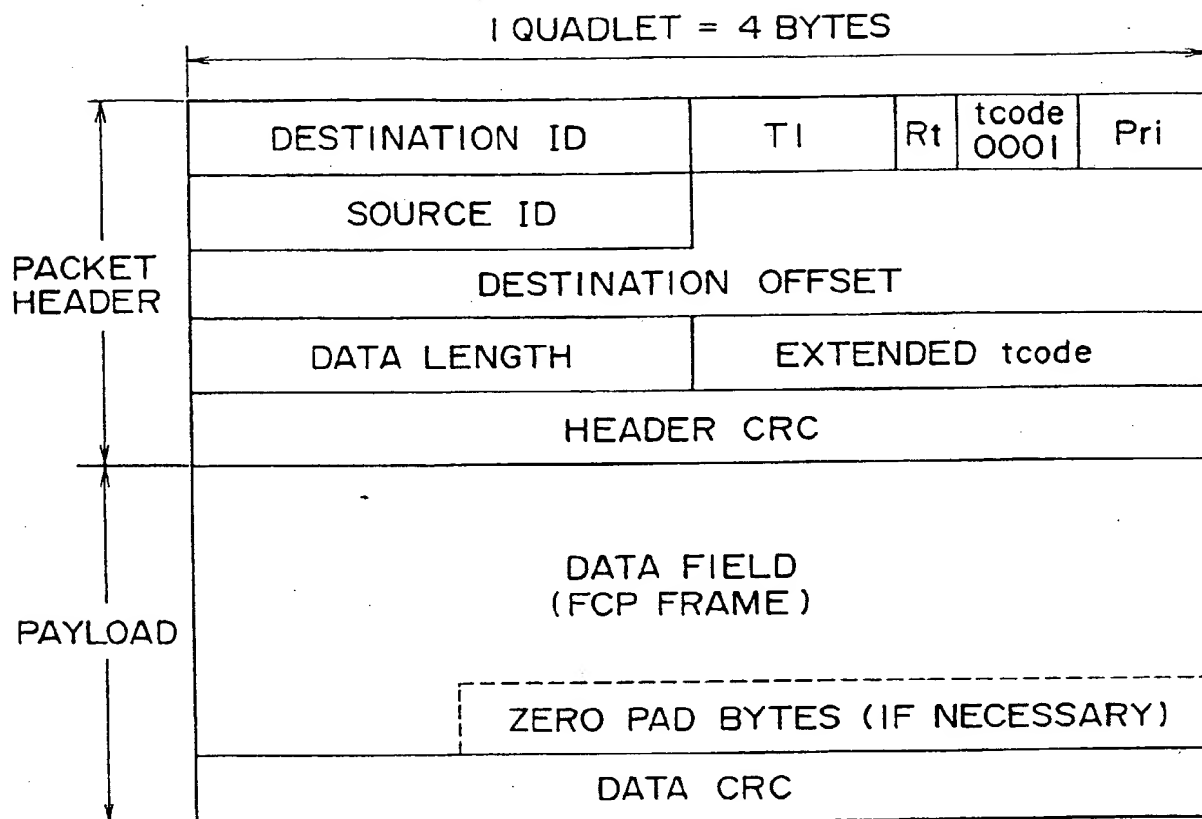 1 QUADLET = 4 BYTES
DESTINATION ID
Tl
Rt
tcode
0001
Pri
SOURCE ID
PACKET
HEADER
DESTINATION OFFSET
DATA LENGTH
EXTENDED tcode
HEADER CRC
DATA FIELD
(FCP FRAME)
PAYLOAD
ZERO PAD BYTES (IF NECESSARY)
DATA CRC